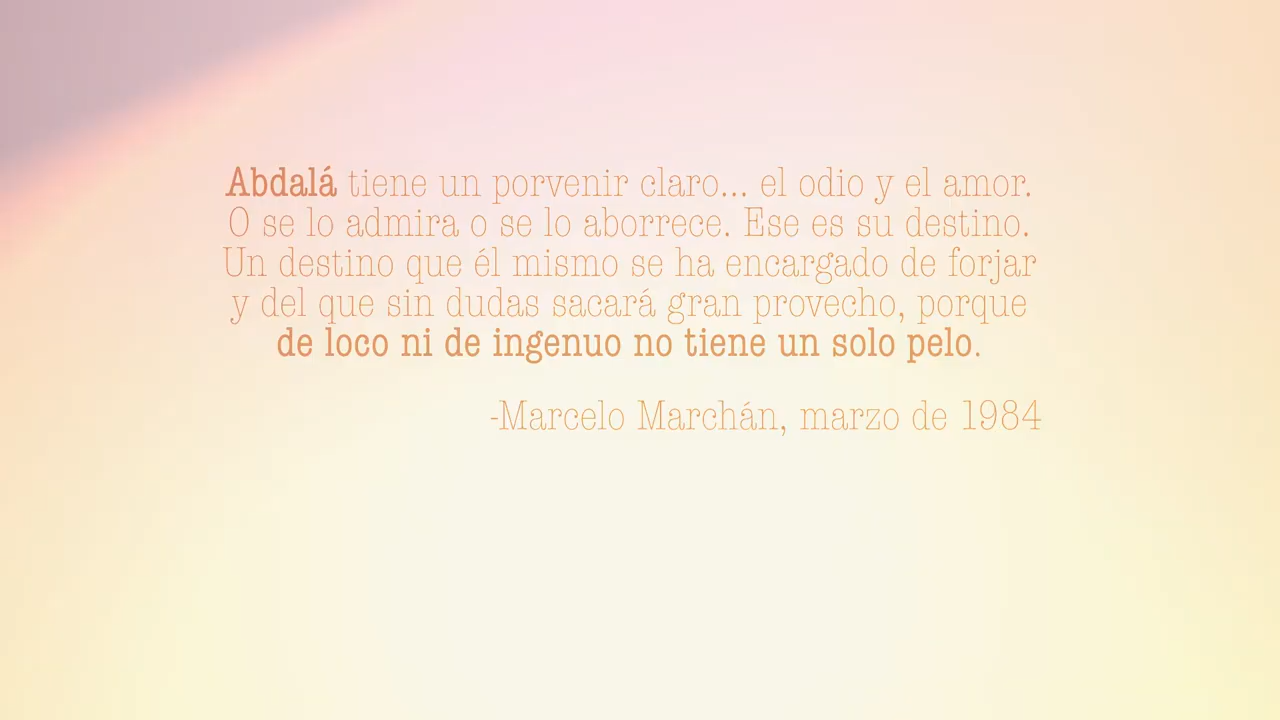 Abdalá tiene un porvenir claro... el odio y el amor.
O se lo admira o se lo aborrece. Ese es su destino.
Un destino que él mismo se ha encargado de forjar
y del que sin dudas sacará gran provecho, porque
de loco ni de ingenuo no tiene un solo pelo.
-Marcelo Marchán, marzo de 1984